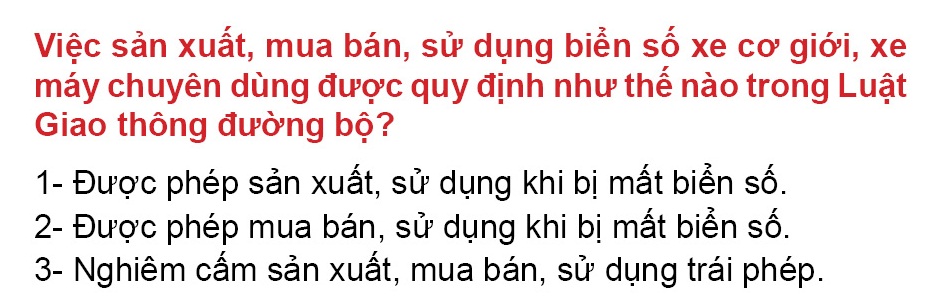 Việc sản xuất, mua bán, sử dụng biển số xe cơ giới, xe
máy chuyên dùng được quy định như thế nào trong Luật
Giao thông đường bộ?
1- Được phép sản xuất, sử dụng khi bị mất biển số.
2- Được phép mua bán, sử dụng khi bị mất biển số.
3- Nghiêm cấm sản xuất, mua bán, sử dụng trái phép.